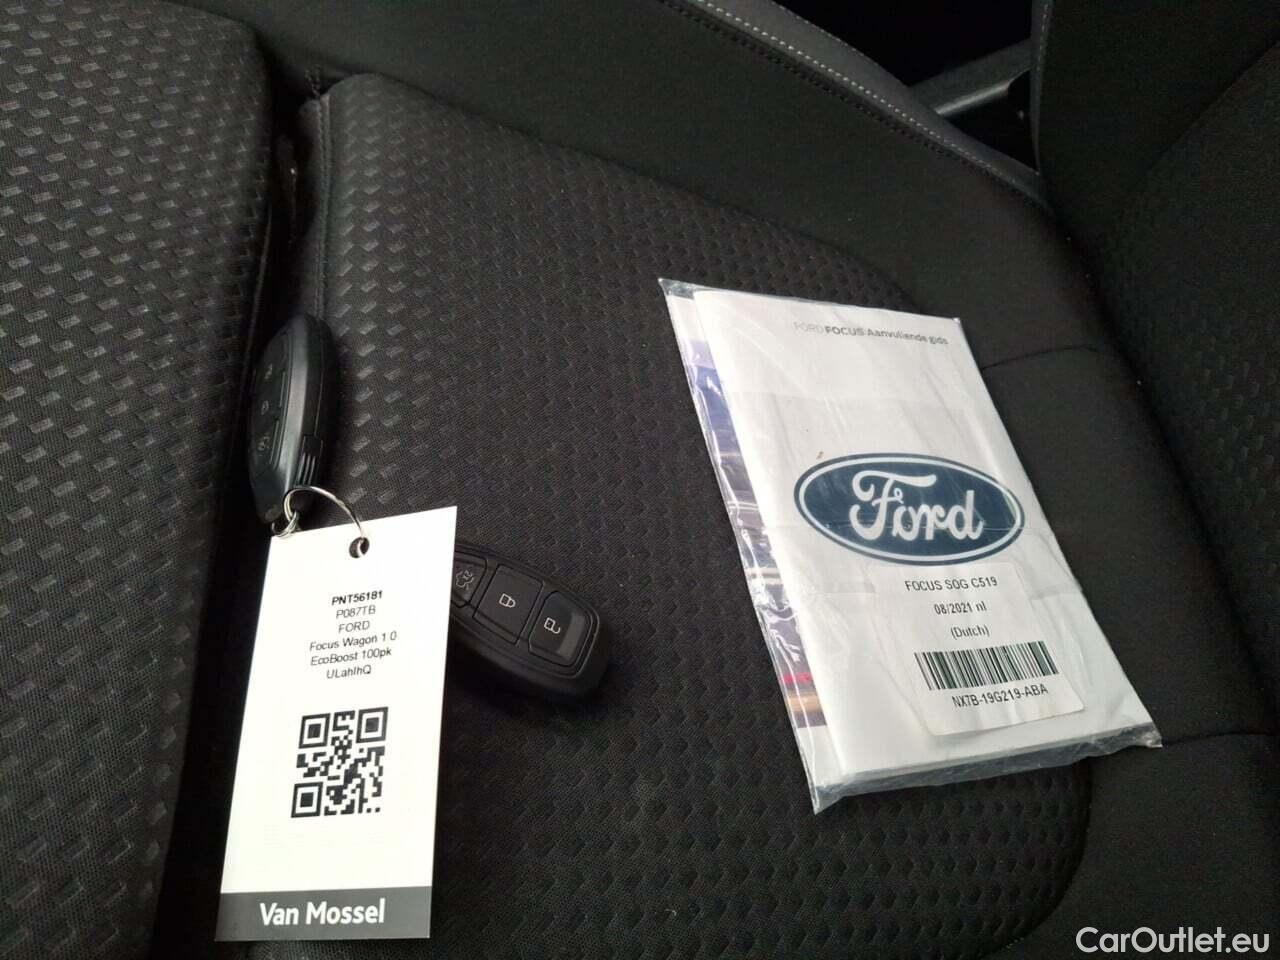 FORD FOCUS Aanvullende gids
Ford
FOCUS SOG C519
08/2021 nl
(Dutch)
NX7B-19G219-ABA
PNT56181
P087TB
FORD
Focus Wagon 1.0
EcoBoost 100pk
ULahlhQ
Van Mossel
CarOutlet.eu